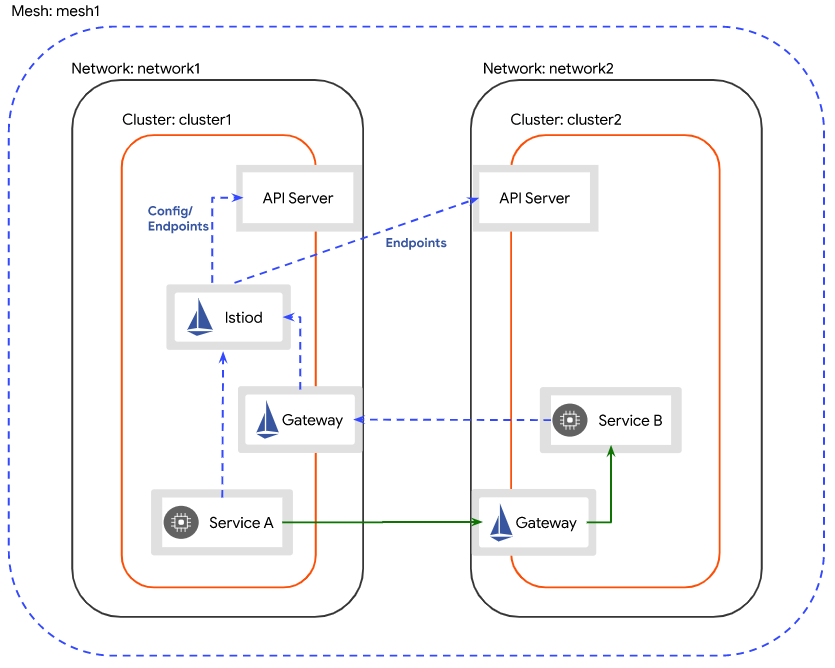 Mesh: mesh1
Network: network1
Network: network2
Cluster: cluster1
Cluster: cluster2
API Server
API Server
Config/
Endpoints
Endpoints
Istiod
Gateway
Service B
Service A
Gateway